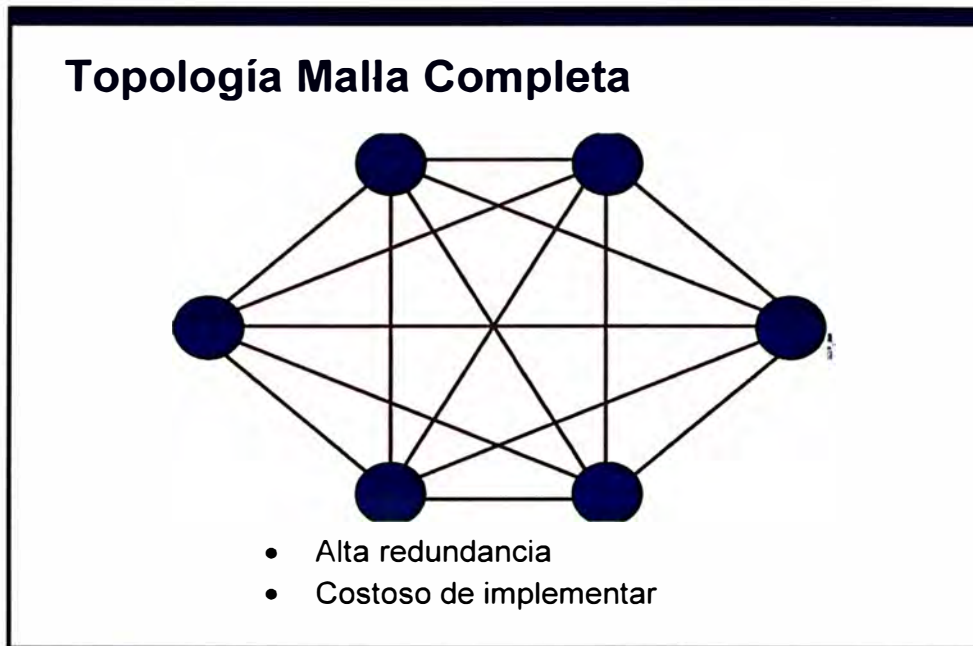 Topología Malla Completa
• Alta redundancia
• Costoso de implementar